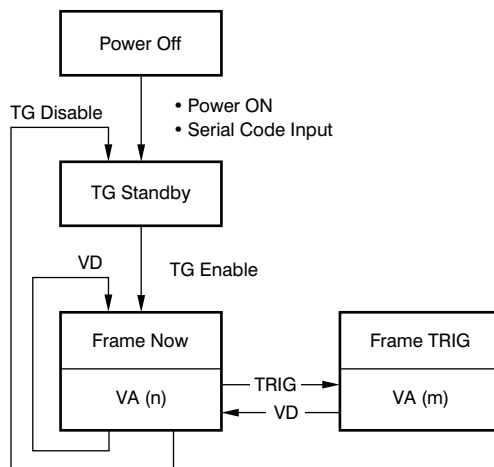 Power Off
• Power ON
• Serial Code Input
TG Disable
TG Standby
TG Enable
VD
Frame Now
VA (n)
TRIG
VD
Frame TRIG
VA (m)